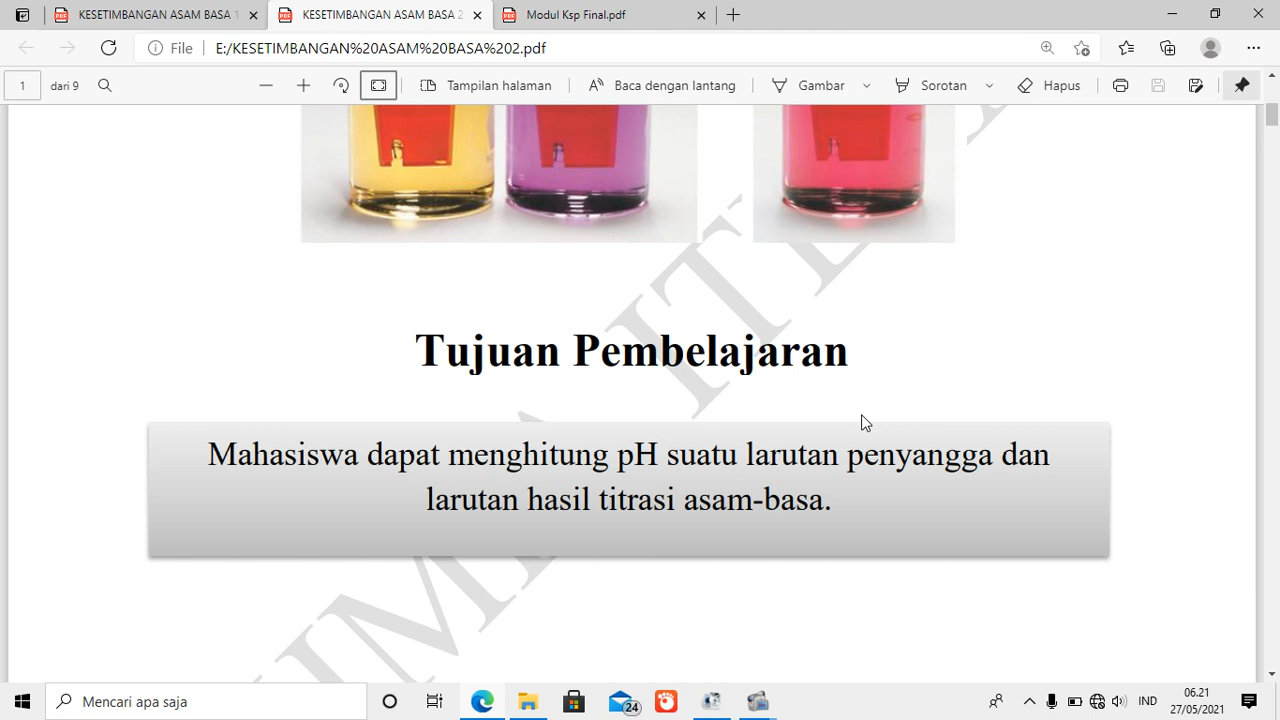 KESETIMBANGAN ASAM BASA 1
KESETIMBANGAN ASAM BASA 2
Modul Ksp Final.pdf
File
E:/KESETIMBANGAN%20ASAM%20BASA%202.pdf
1 dari 9
Tampilan halaman
Baca dengan lantang
Gambar
Sorotan
Hapus
Tujuan Pembelajaran
Mahasiswa dapat menghitung pH suatu larutan penyangga dan
larutan hasil titrasi asam-basa.
Mencari apa saja
24
IND
06.21
27/05/2021